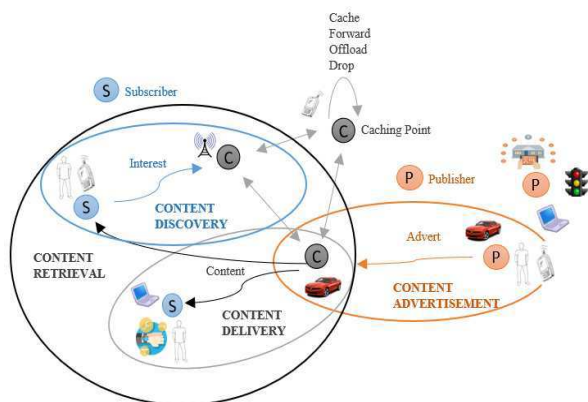 Cache
Forward
Offload
Drop
S Subscriber
C Caching Point
Interest
C
P Publisher
P
S
CONTENT
DISCOVERY
CONTENT
RETRIEVAL
C
Advert
P
Content
CONTENT
ADVERTISEMENT
S
CONTENT
DELIVERY